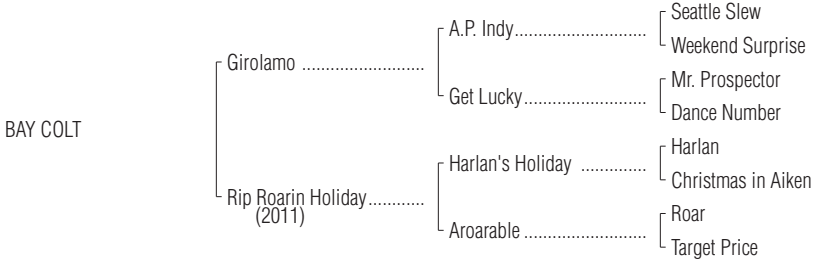 Seattle Slew
A.P. Indy..............................
Weekend Surprise
Girolamo ............................
Mr. Prospector
Get Lucky............................
Dance Number
BAY COLT
Harlan
Harlan's Holiday ...............
Christmas in Aiken
Rip Roarin Holiday.............
(2011)
Roar
Aroarable ............................
Target Price